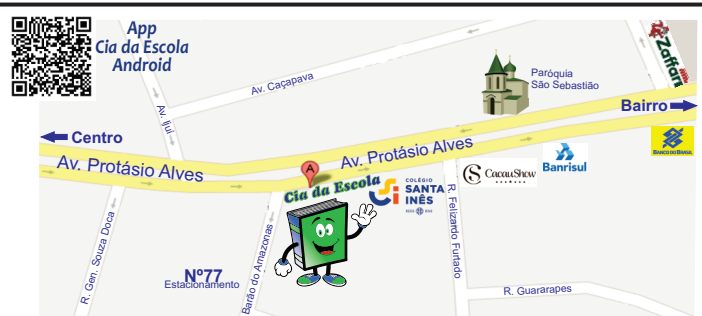 App
Cia da Escola
Android
Zaffari
Av. Caçapava
Paróquia
São Sebastião
Av. Ijuí
Bairro
Centro
BANCO DO BRASIL
Av. Protásio Alves
Av. Protásio Alves
A
Banrisul
CS CacauShow
Cia da Escola
COLÉGIO
SANTA
INÊS
R. Felizardo Furtado
R. Gen. Souza Doca
Barão do Amazonas
Nº77
Estacionamento
R. Guararapes